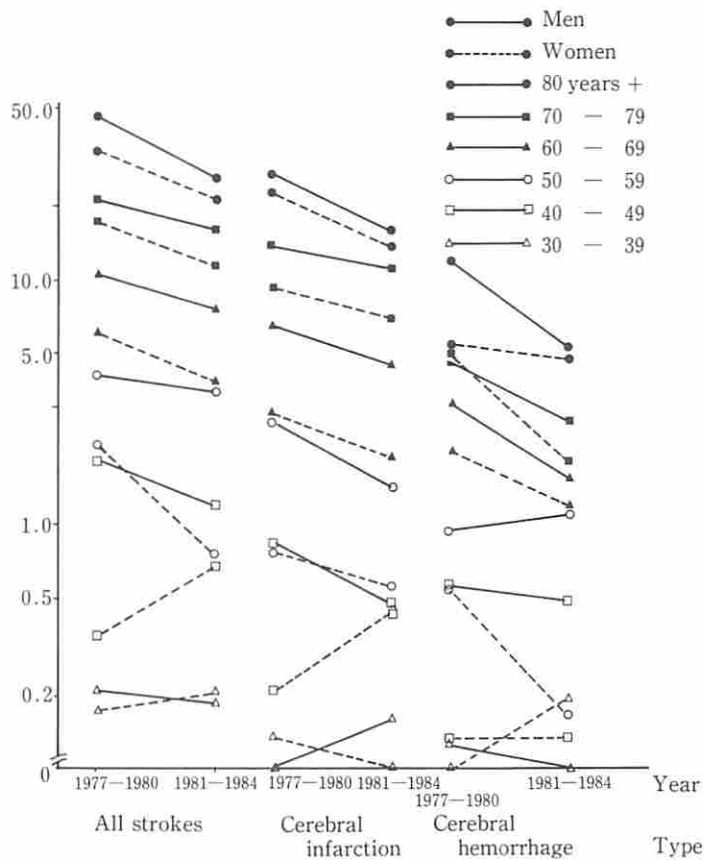 Men
Women
80 years +
70 — 79
60 — 69
50 — 59
40 — 49
30 — 39
50.0
10.0
5.0
1.0
0.5
0.2
0
1977—1980 1981—1984 1977—1980 1981—1984 1977—1980 1981—1984 Year
All strokes Cerebral infarction Cerebral hemorrhage Type